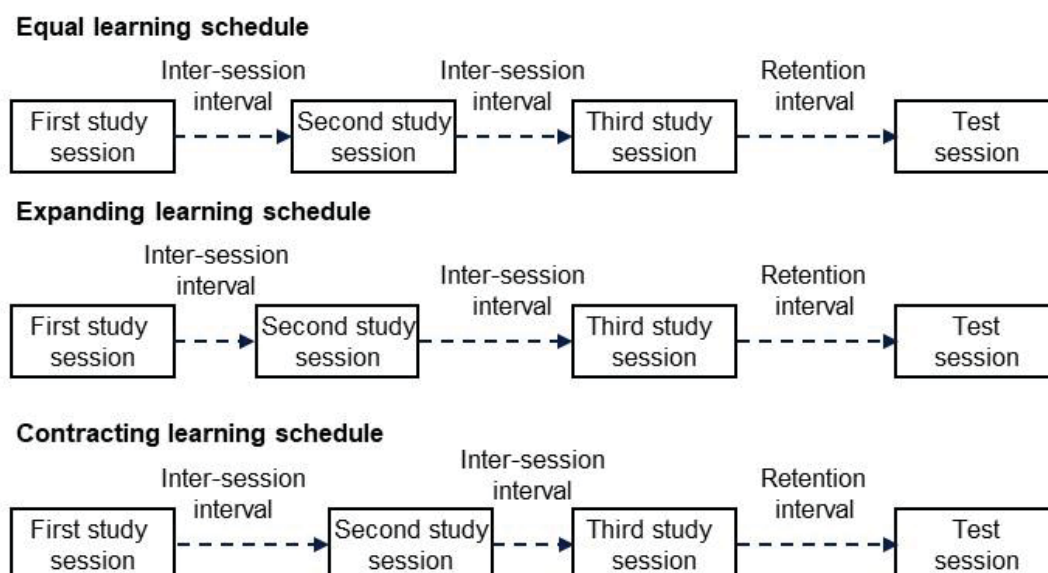 Equal learning schedule
Inter-session
interval
Inter-session
interval
Retention
interval
First study
session
Second study
session
Third study
session
Test
session
Expanding learning schedule
Inter-session
interval
Inter-session
interval
Retention
interval
First study
session
Second study
session
Third study
session
Test
session
Contracting learning schedule
Inter-session
interval
Inter-session
interval
Retention
interval
First study
session
Second study
session
Third study
session
Test
session